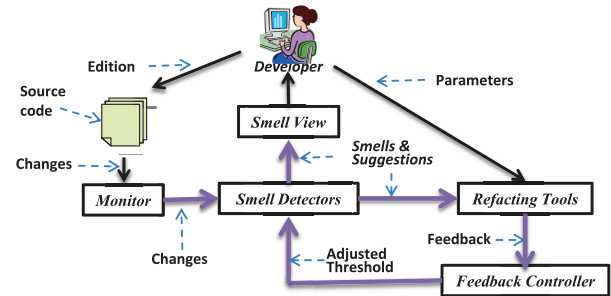 Edition
Developer
Parameters
Source
code
Smell View
Smells &
Suggestions
Changes
Monitor
Smell Detectors
Refacting Tools
Changes
Adjusted
Threshold
Feedback
Feedback Controller